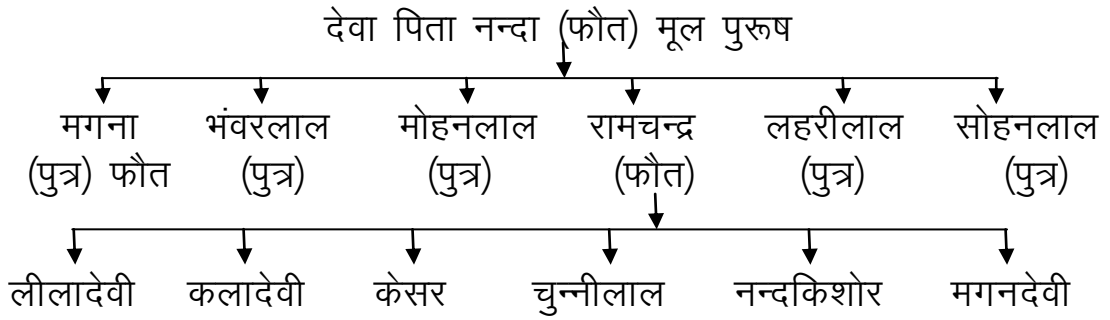 देवा पिता नन्दा (फौत) मूल पुरूष
मगना भंवरलाल मोहनलाल रामचन्द्र लहरीलाल सोहनलाल
(पुत्र) फौत (पुत्र) (पुत्र) (फौत) (पुत्र) (पुत्र)
लीलादेवी कलादेवी केसर चुन्नीलाल नन्दकिशोर मगनदेवी